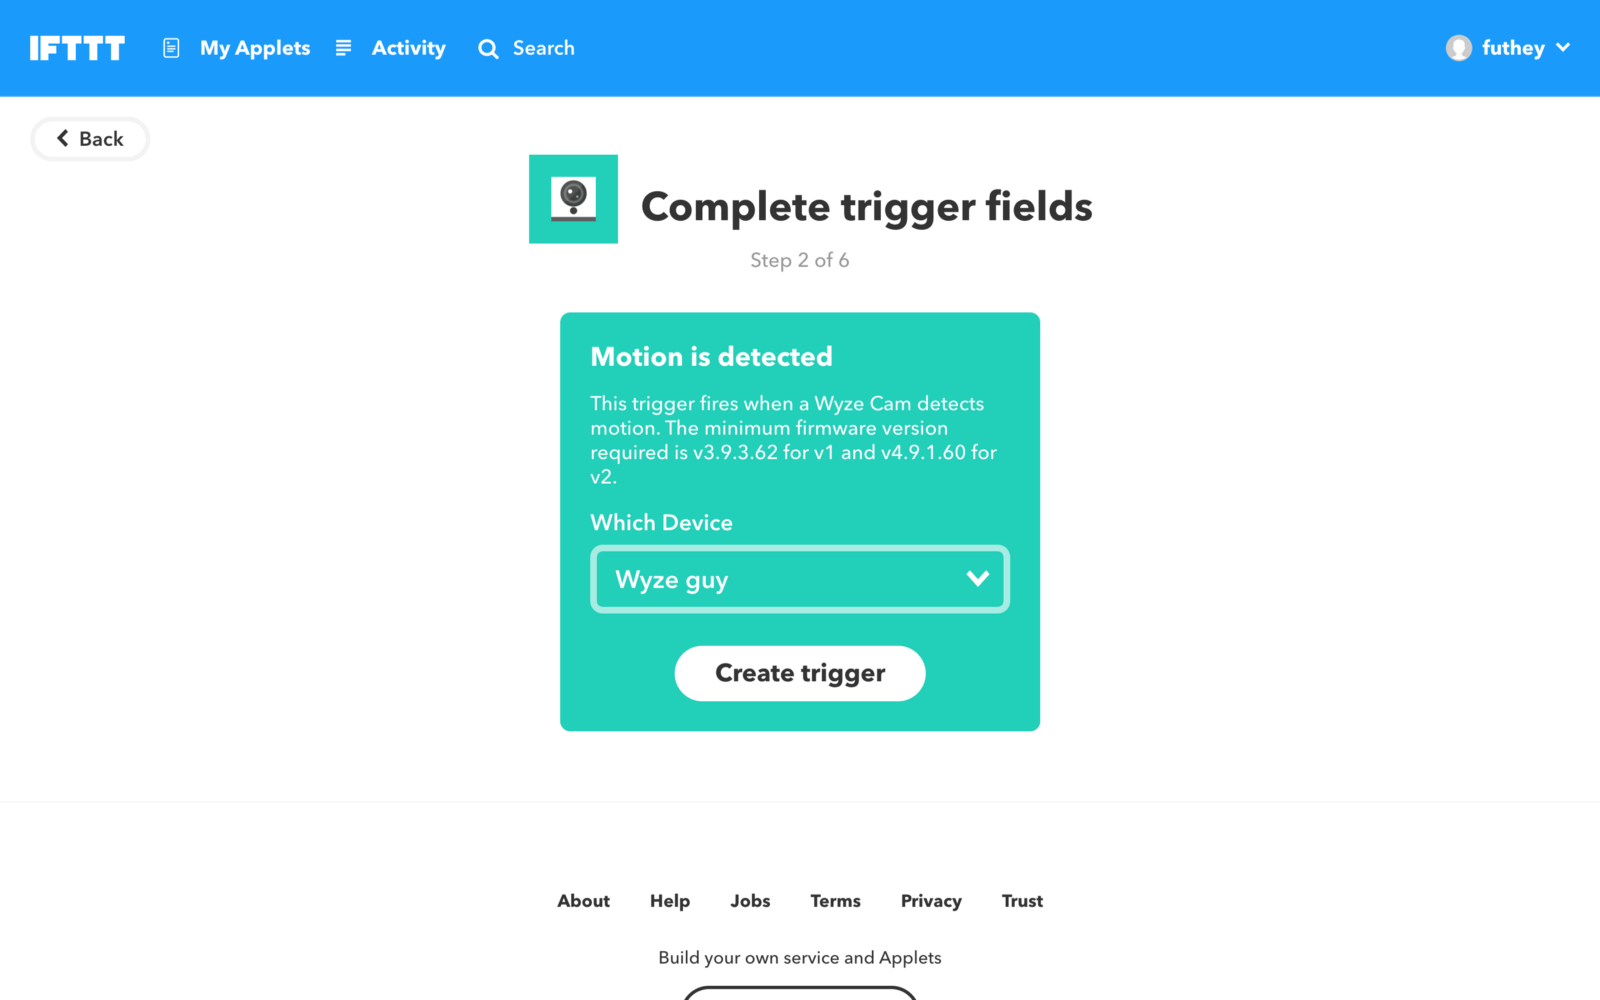 IFTTT My Applets Activity Search futhey
Back
Complete trigger fields
Step 2 of 6
Motion is detected
This trigger fires when a Wyze Cam detects
motion. The minimum firmware version
required is v3.9.3.62 for v1 and v4.9.1.60 for
v2.
Which Device
Wyze guy
Create trigger
About Help Jobs Terms Privacy Trust
Build your own service and Applets